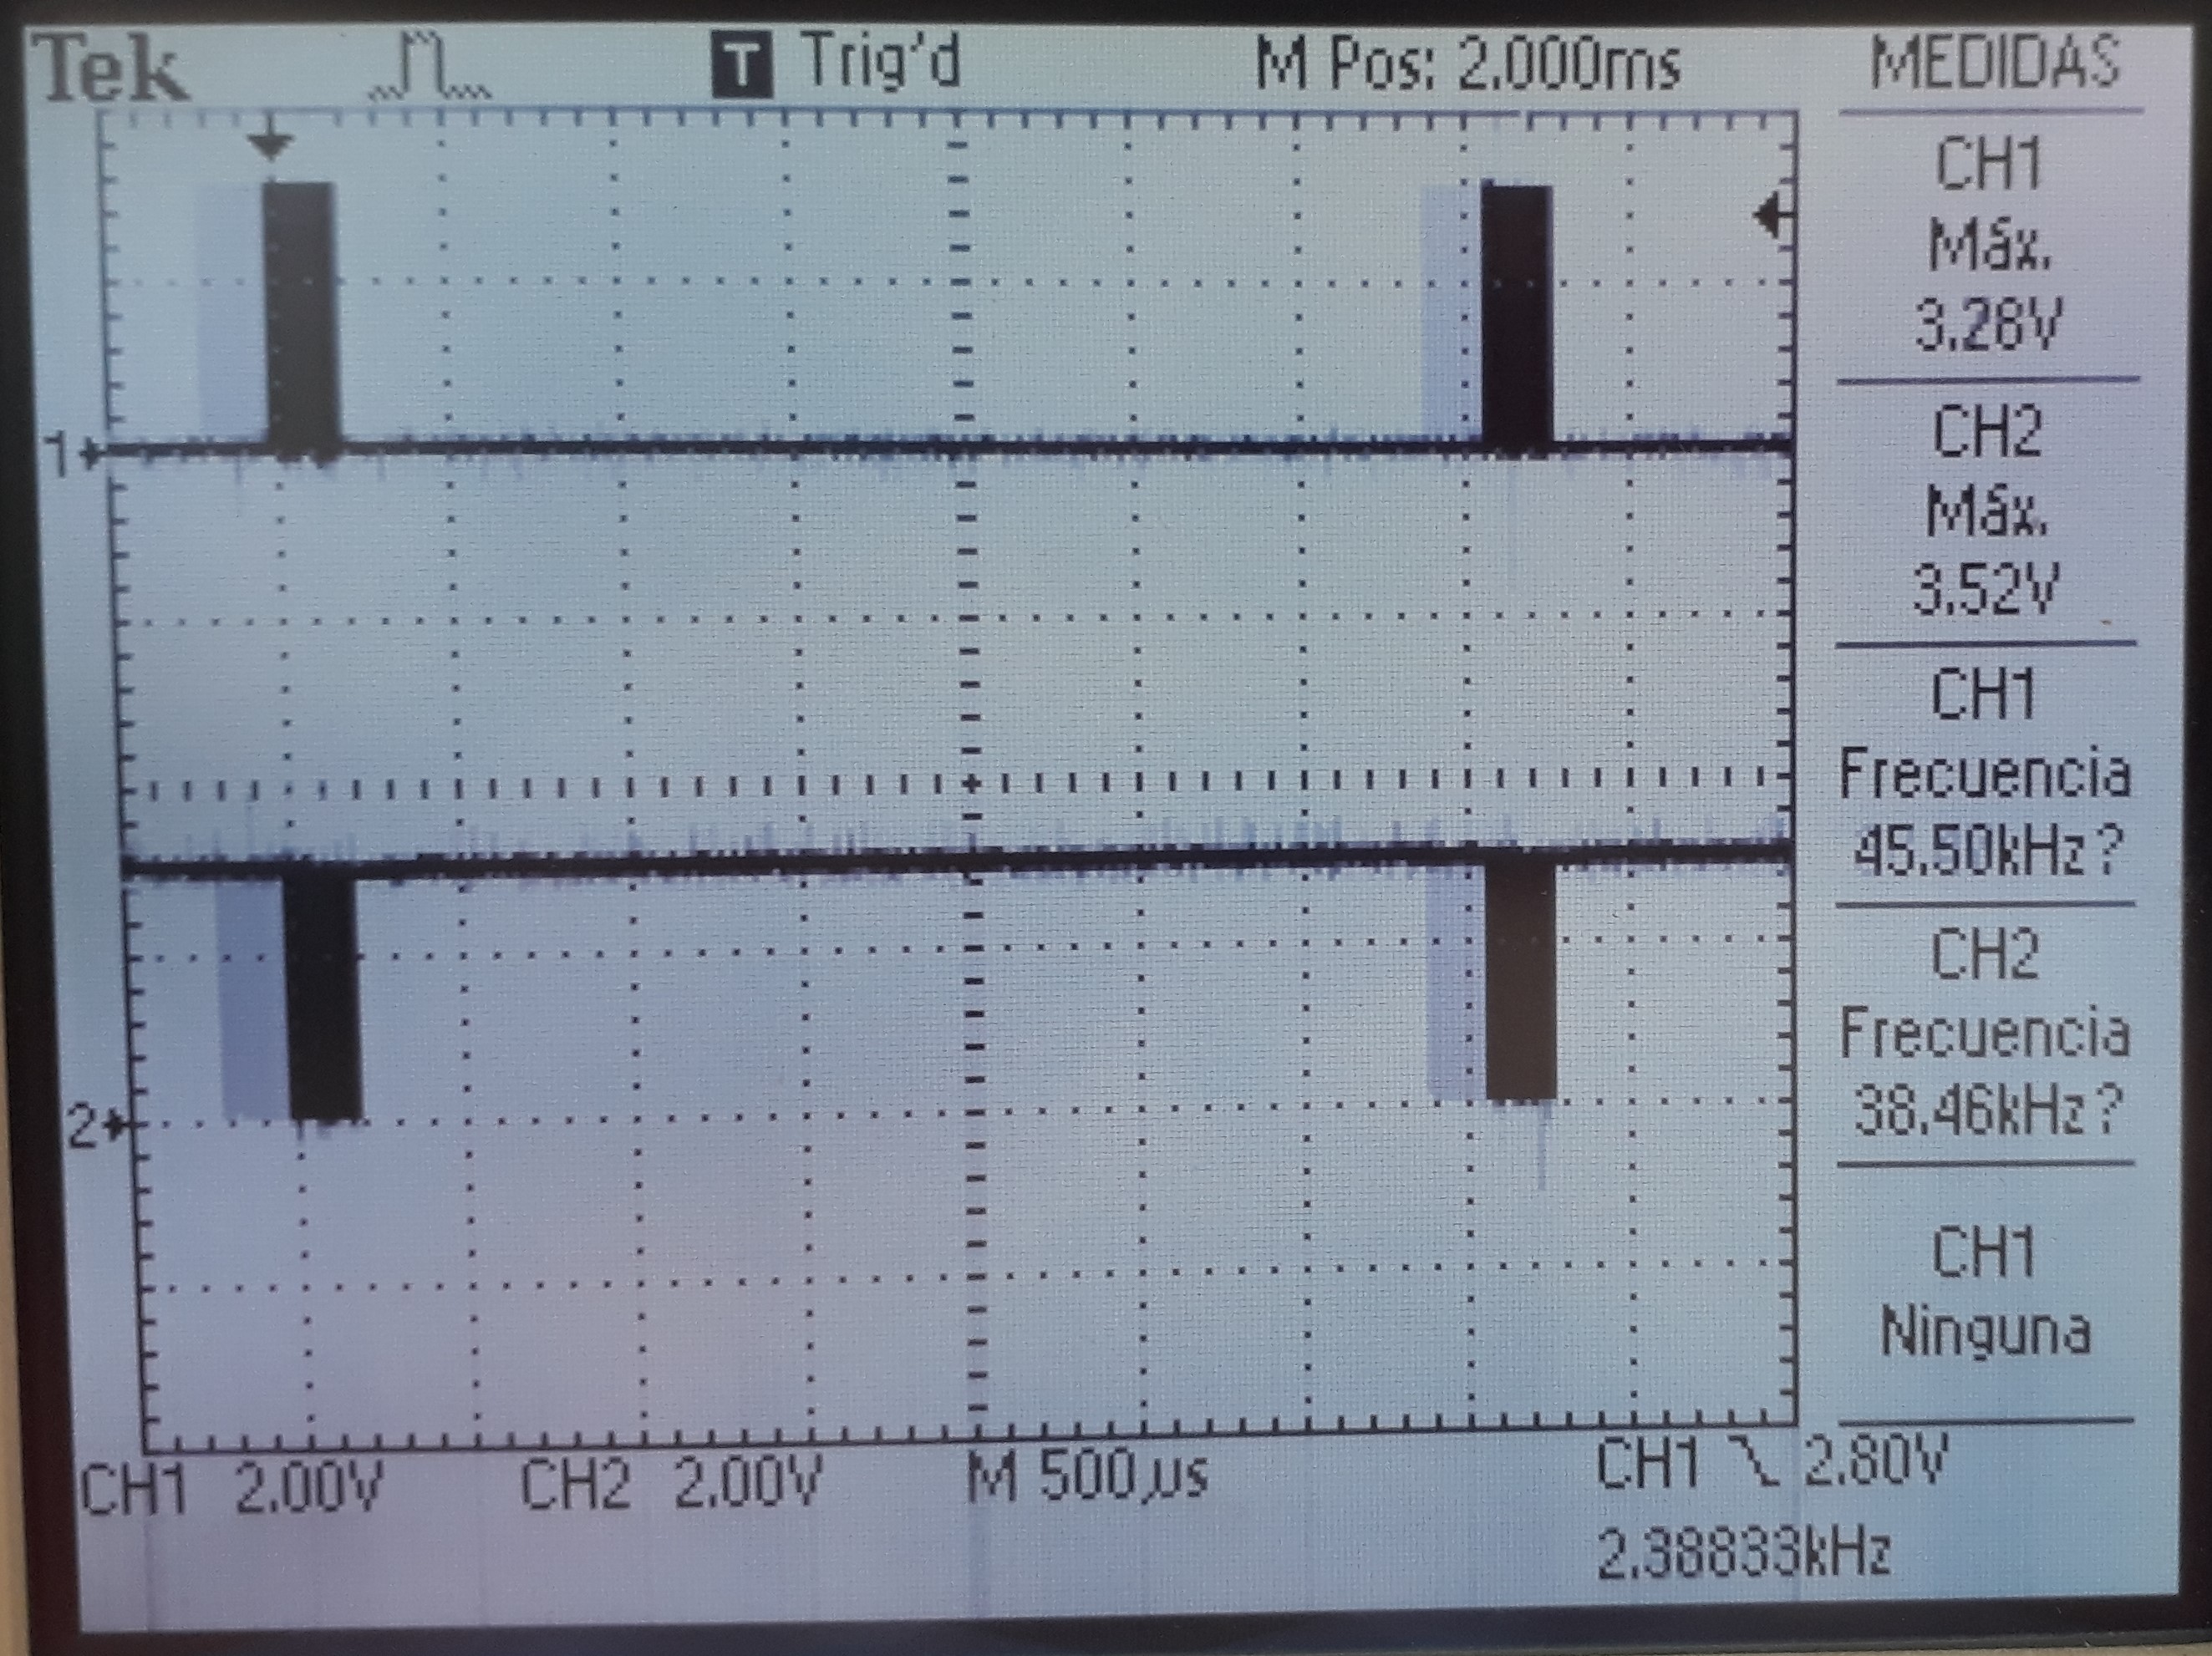 Tek T Trig'd M Pos: 2.000ms MEDIDAS
CH1
Máx.
3.28V
1
CH2
Máx.
3.52V
CH1
Frecuencia
45.50kHz?
CH2
Frecuencia
38.46kHz?
2
CH1
Ninguna
CH1 2.00V CH2 2.00V M 500µs CH1 2.80V
2.38833kHz